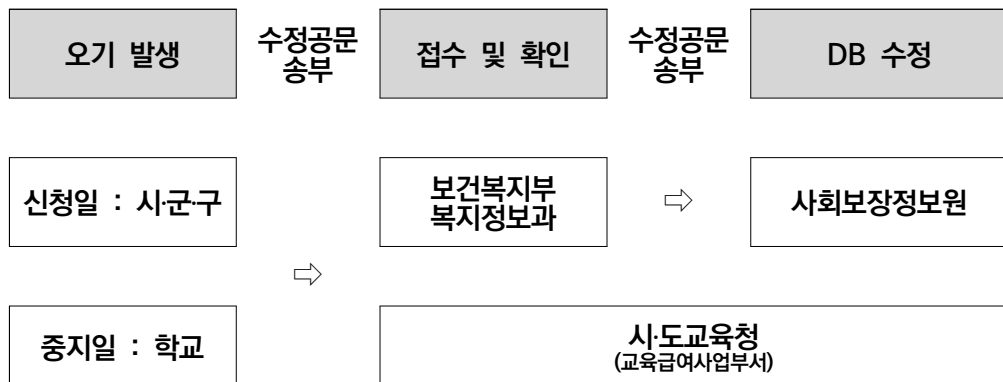 오기 발생
수정공문
송부
접수 및 확인
수정공문
송부
DB 수정
신청일 : 시·군·구
보건복지부
복지정보과
⇨
사회보장정보원
⇨
중지일 : 학교
시·도교육청
(교육급여사업부서)